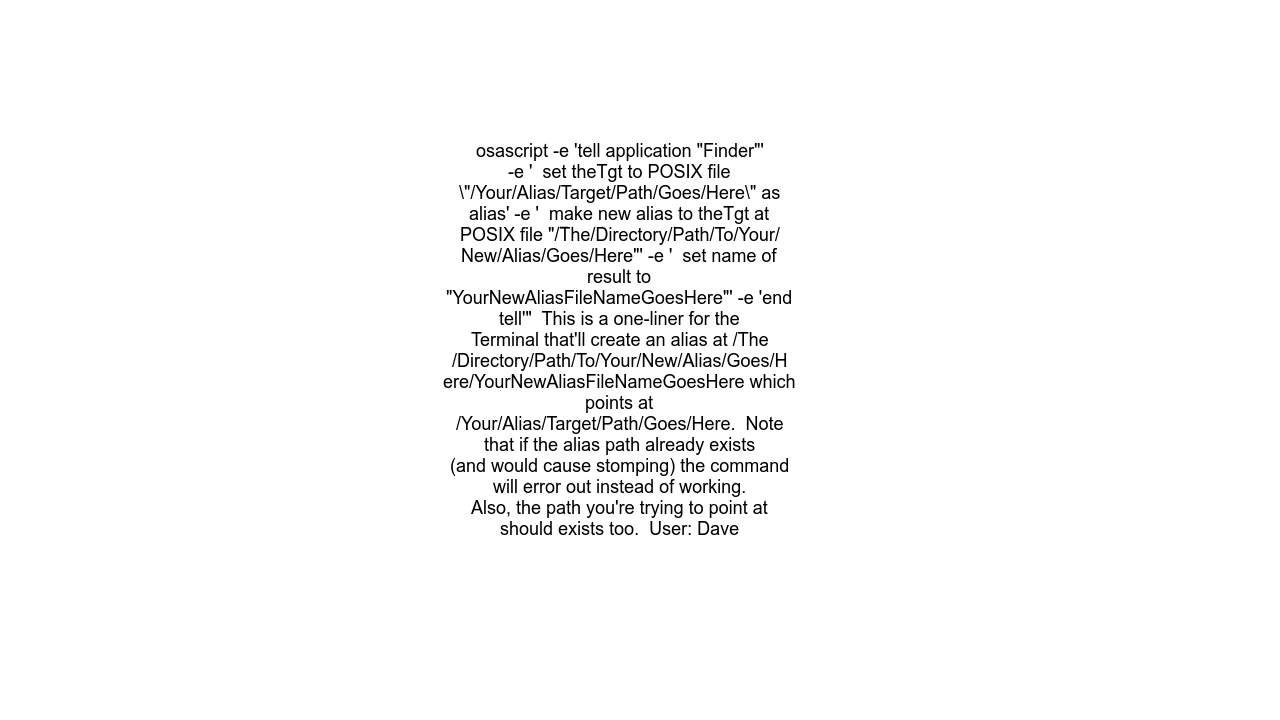 osascript -e 'tell application "Finder"'
-e '  set theTgt to POSIX file
\"/Your/Alias/Target/Path/Goes/Here\" as
alias' -e '  make new alias to theTgt at
POSIX file "/The/Directory/Path/To/Your/
New/Alias/Goes/Here"' -e '  set name of
result to
"YourNewAliasFileNameGoesHere"' -e 'end
tell'"  This is a one-liner for the
Terminal that'll create an alias at /The
/Directory/Path/To/Your/New/Alias/Goes/H
ere/YourNewAliasFileNameGoesHere which
points at
/Your/Alias/Target/Path/Goes/Here.  Note
that if the alias path already exists
(and would cause stomping) the command
will error out instead of working.
Also, the path you're trying to point at
should exists too.  User: Dave